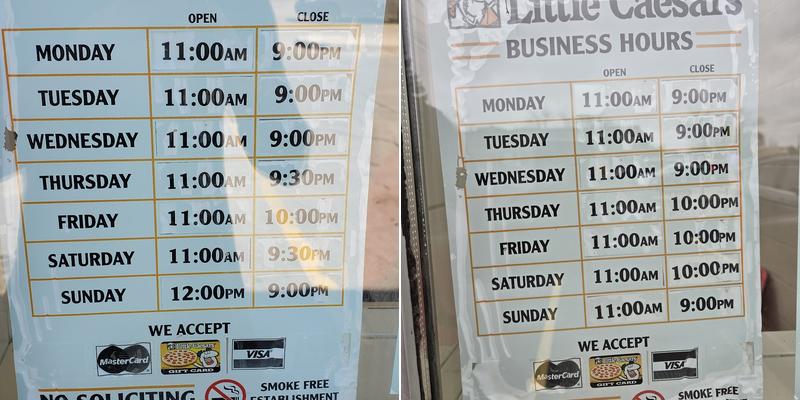 OPEN CLOSE
MONDAY 11:00AM 9:00PM
TUESDAY 11:00AM 9:00PM
WEDNESDAY 11:00AM 9:00PM
THURSDAY 11:00AM 9:30PM
FRIDAY 11:00AM 10:00PM
SATURDAY 11:00AM 9:30PM
SUNDAY 12:00PM 9:00PM
WE ACCEPT
MasterCard GIFT CARD VISA
NO SOLICITING SMOKE FREE
ESTABLISHMENT
Little Caesars
BUSINESS HOURS
OPEN CLOSE
MONDAY 11:00AM 9:00PM
TUESDAY 11:00AM 9:00PM
WEDNESDAY 11:00AM 9:00PM
THURSDAY 11:00AM 10:00PM
FRIDAY 11:00AM 10:00PM
SATURDAY 11:00AM 10:00PM
SUNDAY 11:00AM 9:00PM
WE ACCEPT
MasterCard GIFT CARD VISA
SMOKE FREE